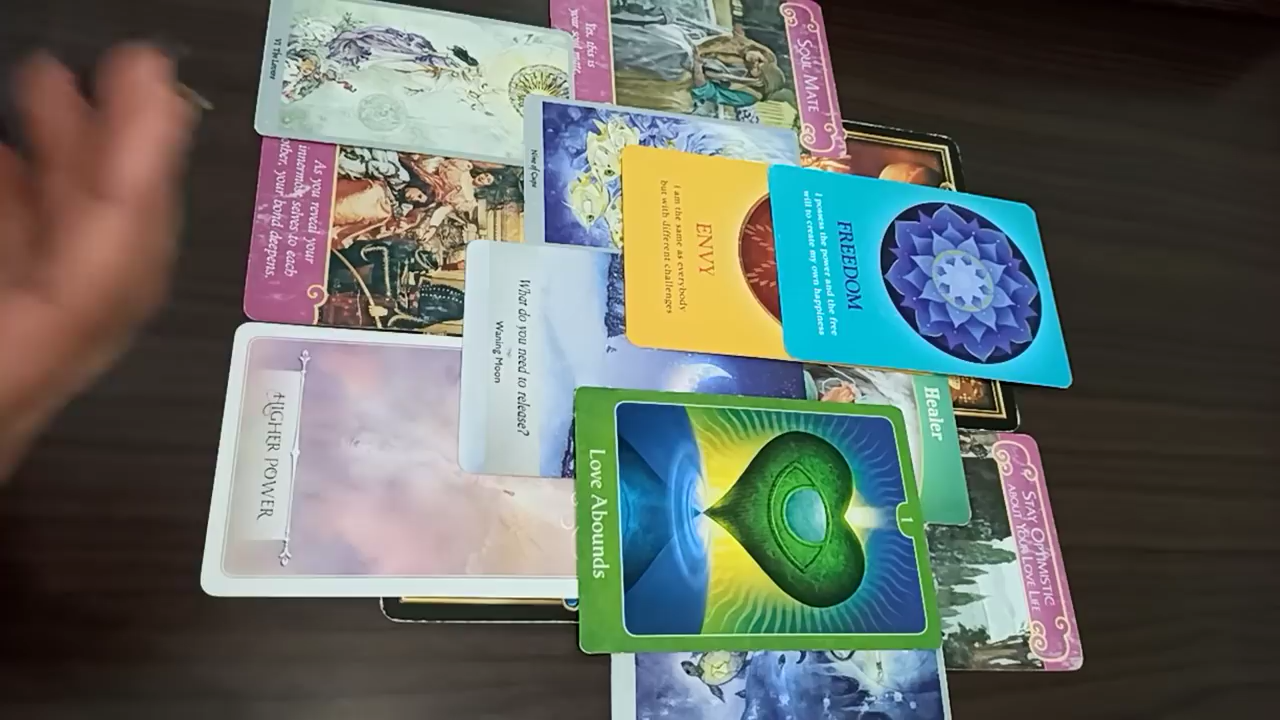 VI The Lovers
Yes, this is
your soul mate
SOUL MATE
As you reveal your
innermost selves to each
other, your bond deepens.
Nine of Cups
ENVY
I am the same as everybody
but with different challenges
FREEDOM
I possess the power and the free
will to create my own happiness
What do you need to release?
Waning Moon
HIGHER POWER
Healer
1
Love Abounds
STAY OPTIMISTIC
ABOUT YOUR LOVE LIFE